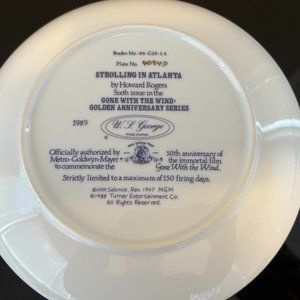 Bradex No. 84-G20-3.6
Plate No. 4094D
STROLLING IN ATLANTA
by Howard Rogers
Sixth issue in the
GONE WITH THE WIND:
GOLDEN ANNIVERSARY SERIES
1989
W. S. George
FINE CHINA
Officially authorized by
Metro-Goldwyn-Mayer
to commemorate the
50th anniversary of
the immortal film
Gone With the Wind.
Strictly limited to a maximum of 150 firing days.
©1939 Selznick, Ren. 1967 MGM
©1988 Turner Entertainment Co.
All Rights Reserved.